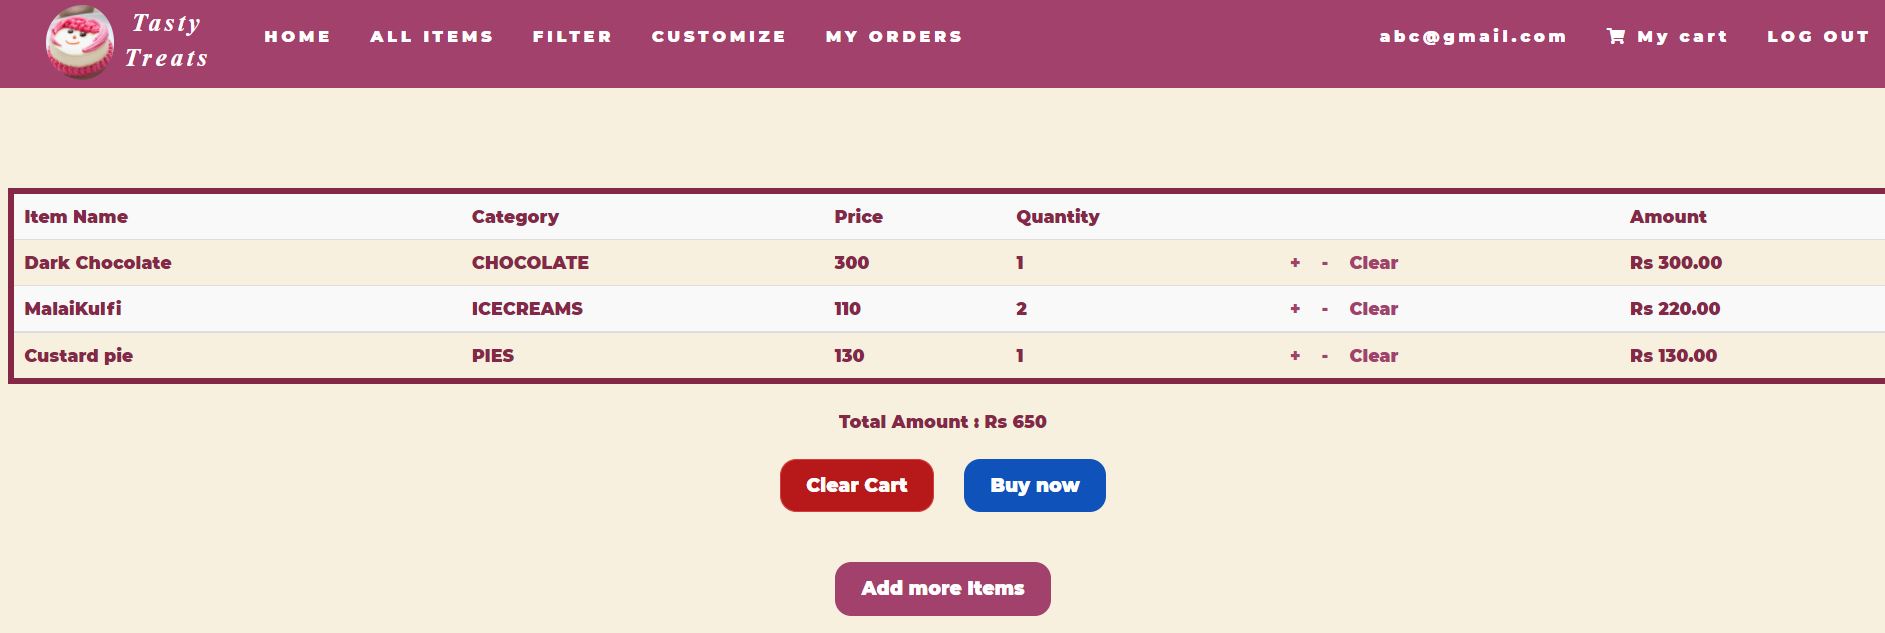 Tasty
Treats
HOME ALL ITEMS FILTER CUSTOMIZE MY ORDERS abc@gmail.com My cart LOG OUT
Item Name Category Price Quantity Amount
Dark Chocolate CHOCOLATE 300 1 + - Clear Rs 300.00
MalaiKulfi ICECREAMS 110 2 + - Clear Rs 220.00
Custard pie PIES 130 1 + - Clear Rs 130.00
Total Amount : Rs 650
Clear Cart Buy now
Add more Items